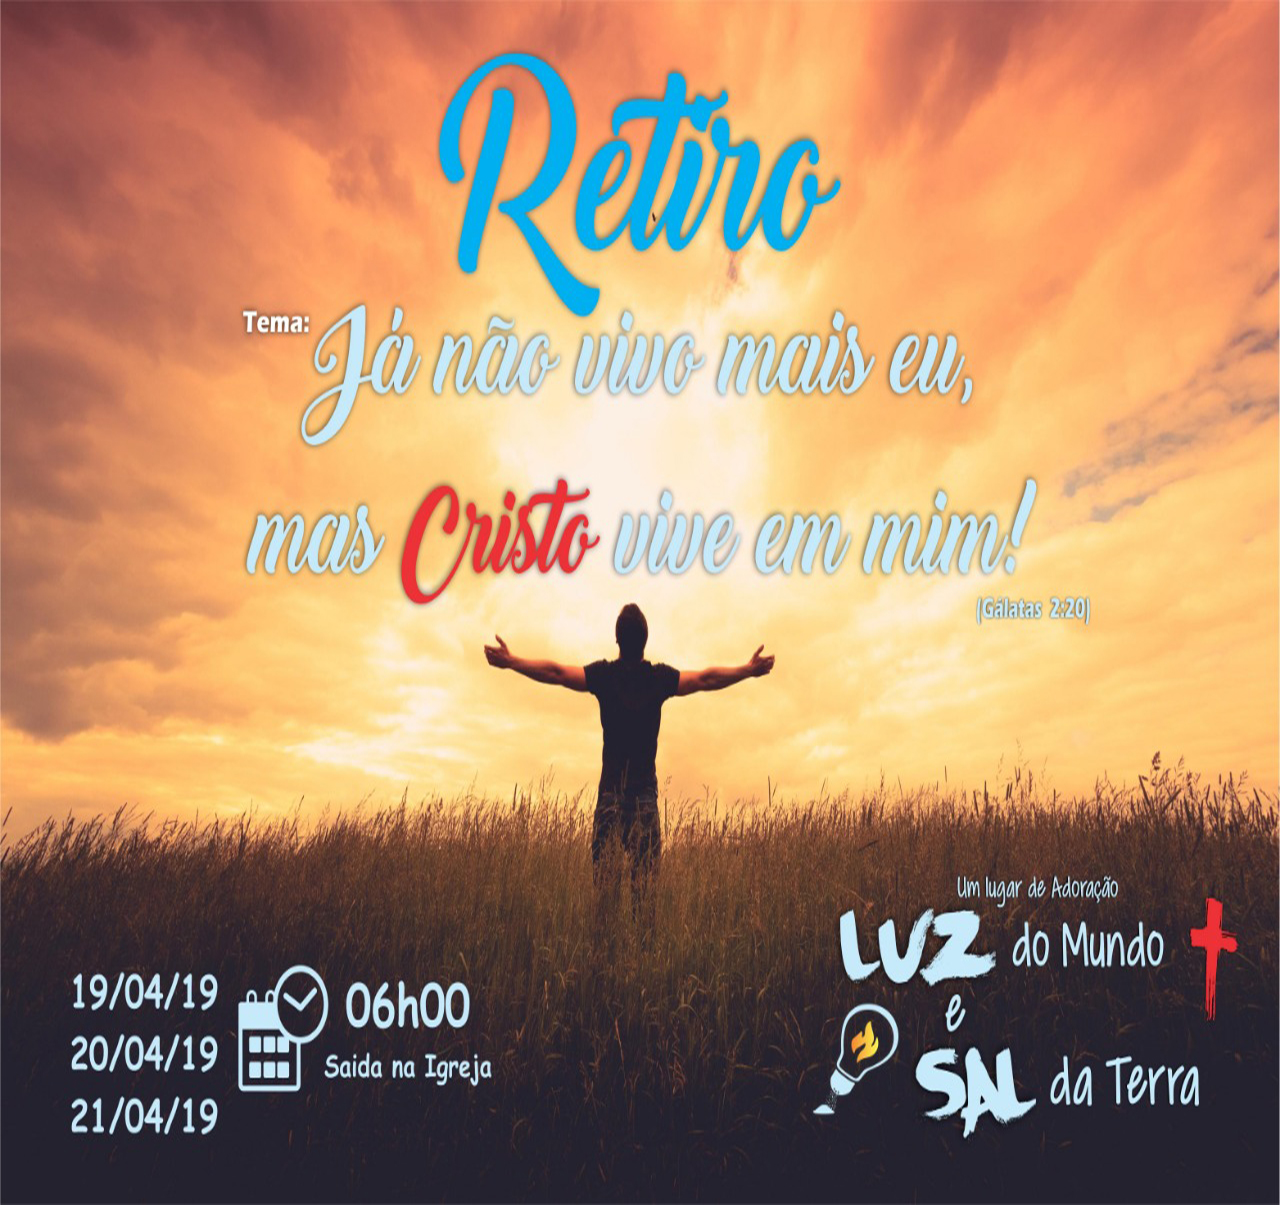 Retiro
Tema: Já não vivo mais eu,
mas Cristo vive em mim!
(Gálatas 2:20)
19/04/19
20/04/19
21/04/19
06h00
Saida na Igreja
Um lugar de Adoração
LUZ do Mundo
e
SAL da Terra